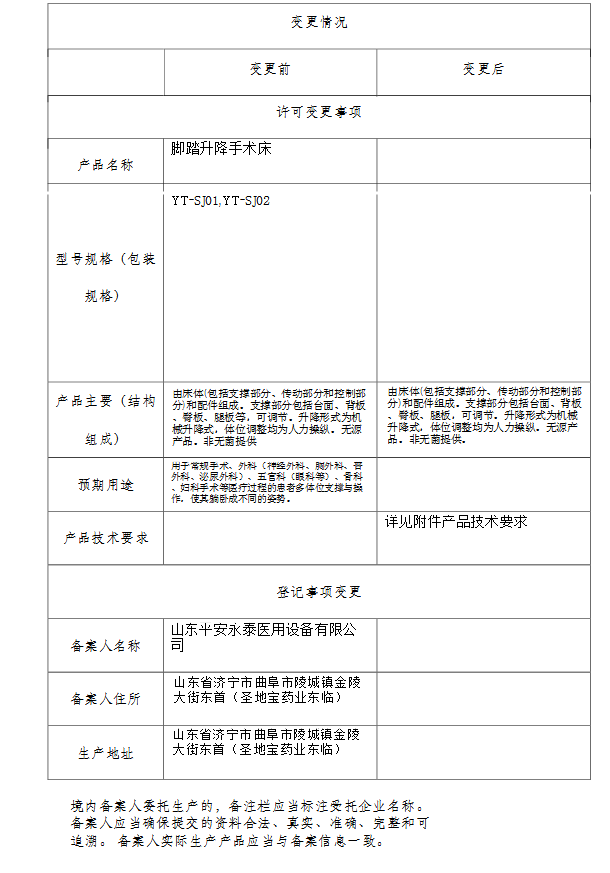 变更情况
变更前
变更后
许可变更事项
产品名称
脚踏升降手术床
型号规格（包装
规格）
YT-SJ01,YT-SJ02
产品主要（结构
组成）
由床体(包括支撑部分、传动部分和控制部
分)和配件组成。支撑部分包括台面、背板
、臀板、腿板等，可调节。升降形式为机
械升降式，体位调整均为人力操纵。无源
产品。非无菌提供
由床体(包括支撑部分、传动部分和控制部
分)和配件组成。支撑部分包括台面、背板
、臀板、腿板，可调节。升降形式为机械
升降式，体位调整均为人力操纵。无源产
品。非无菌提供。
预期用途
用于常规手术、外科（神经外科、胸外科、普
外科、泌尿外科）、五官科（眼科等）、骨科
、妇科手术等医疗过程的患者多体位支撑与操
作，使其躺卧成不同的姿势。
产品技术要求
详见附件产品技术要求
登记事项变更
备案人名称
山东平安永泰医用设备有限公
司
备案人住所
山东省济宁市曲阜市陵城镇金陵
大街东首（圣地宝药业东临）
生产地址
山东省济宁市曲阜市陵城镇金陵
大街东首（圣地宝药业东临）
境内备案人委托生产的，备注栏应当标注受托企业名称。
备案人应当确保提交的资料合法、真实、准确、完整和可
追溯。 备案人实际生产产品应当与备案信息一致。